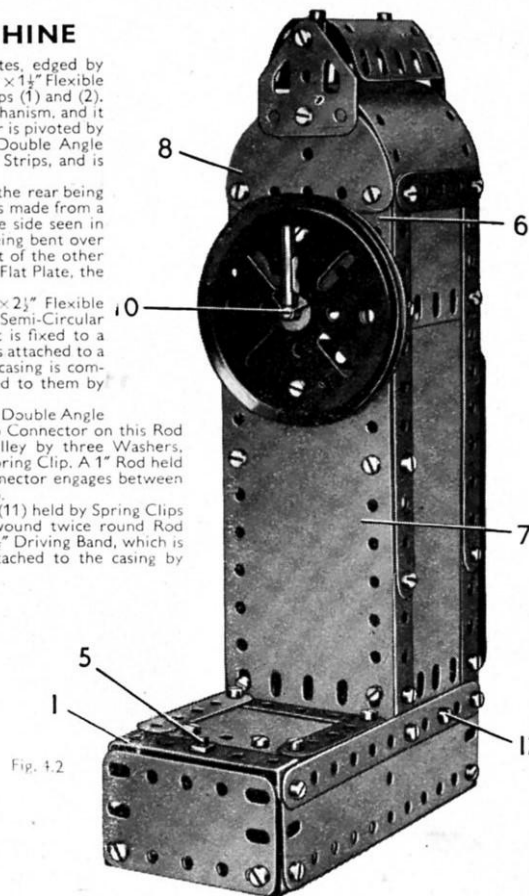 HINE
tes, edged by
× 1½″ Flexible
ps (1) and (2).
hanism, and it
r is pivoted by
Double Angle
Strips, and is
the rear being
s made from a
e side seen in
ing bent over
t of the other
Flat Plate, the
× 2½″ Flexible
Semi-Circular
t is fixed to a
s attached to a
casing is com-
d to them by
Double Angle
Connector on this Rod
lley by three Washers,
ring Clip. A 1″ Rod held
nector engages between
(11) held by Spring Clips
wound twice round Rod
″ Driving Band, which is
tached to the casing by
8
6
10
7
5
1
Fig. 4.2